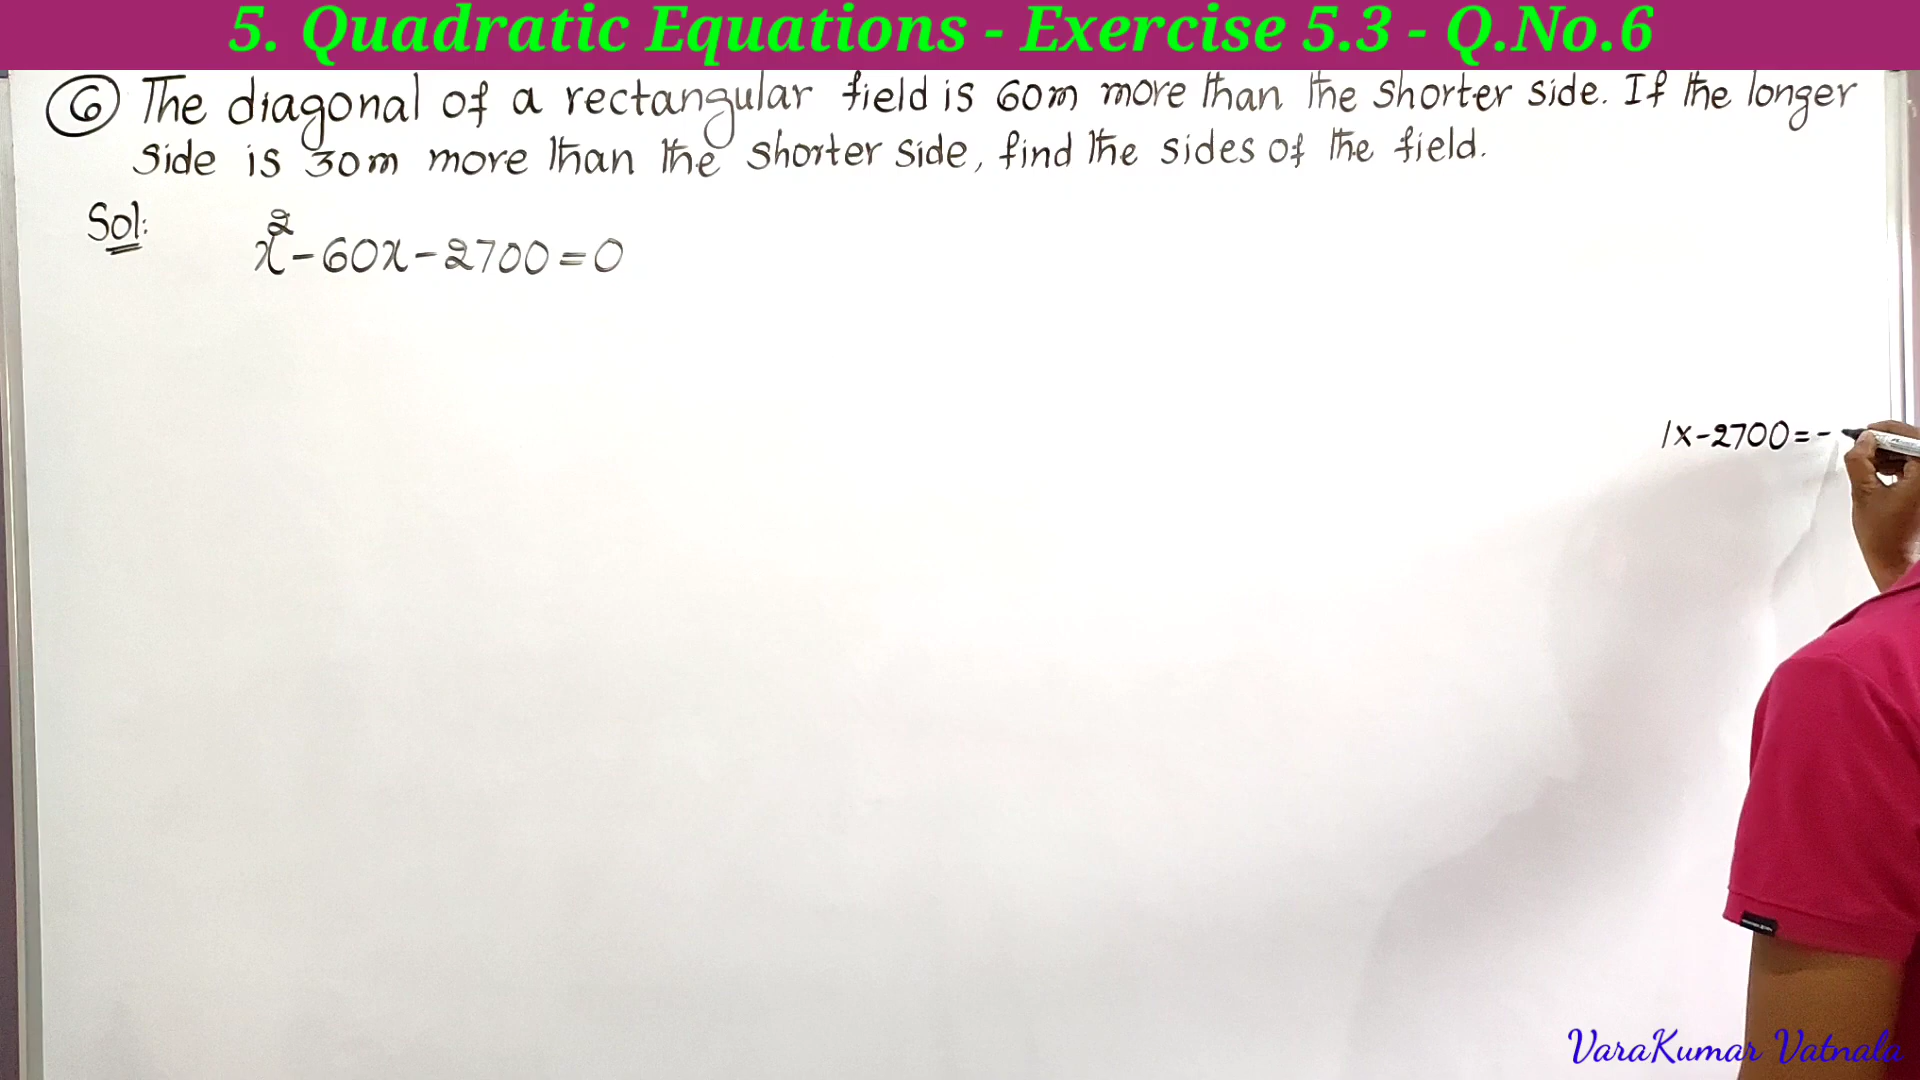 5. Quadratic Equations - Exercise 5.3 - Q.No.6
6 The diagonal of a rectangular field is 60m more than the shorter side. If the longer
side is 30m more than the shorter side, find the sides of the field.
Sol:
x² - 60x - 2700 = 0
1x-2700=-
VaraKumar Vatnala